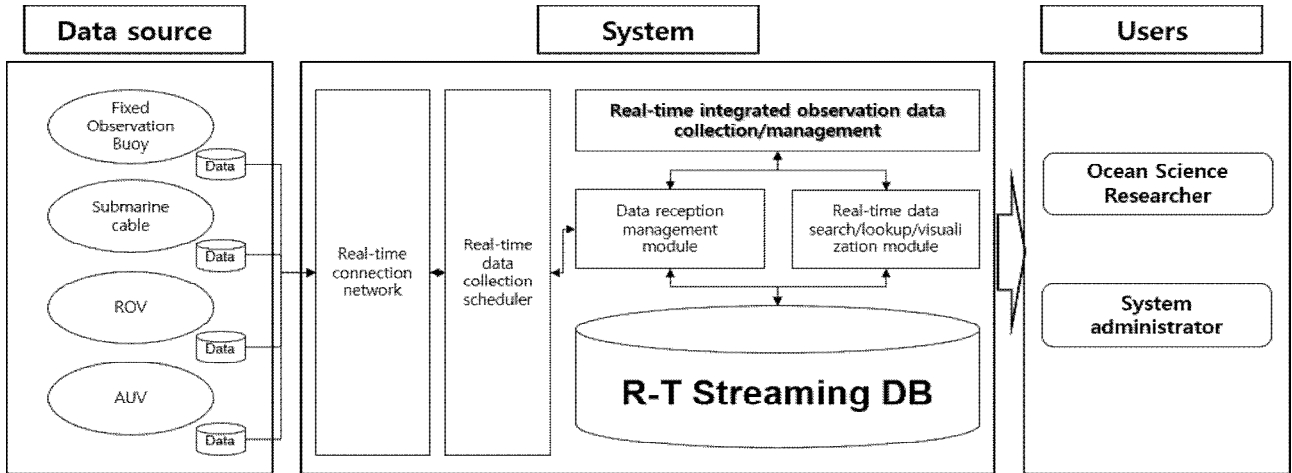 Data source
System
Users
Fixed
Observation
Buoy
Data
Submarine
cable
Data
ROV
Data
AUV
Data
Real-time
connection
network
Real-time
data
collection
scheduler
Real-time integrated observation data
collection/management
Data reception
management
module
Real-time data
search/lookup/visuali
zation module
R-T Streaming DB
Ocean Science
Researcher
System
administrator